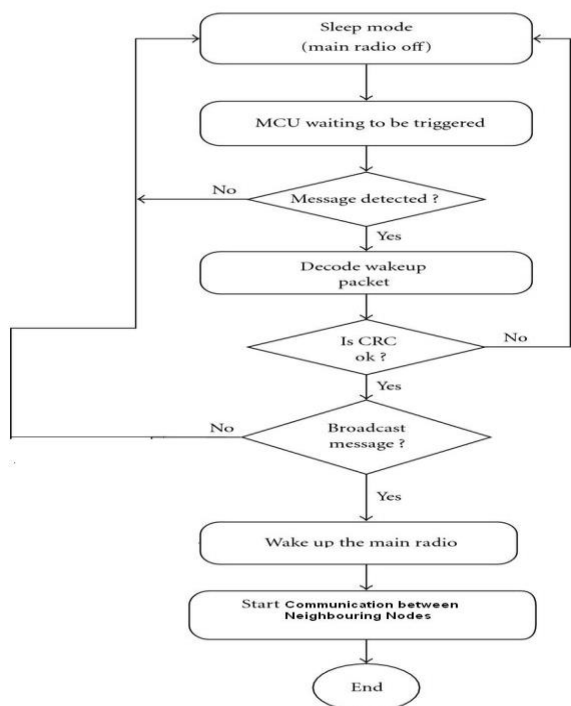 Sleep mode
(main radio off)
MCU waiting to be triggered
No
Message detected ?
Yes
Decode wakeup
packet
Is CRC
ok ?
No
Yes
No
Broadcast
message ?
Yes
Wake up the main radio
Start Communication between
Neighbouring Nodes
End